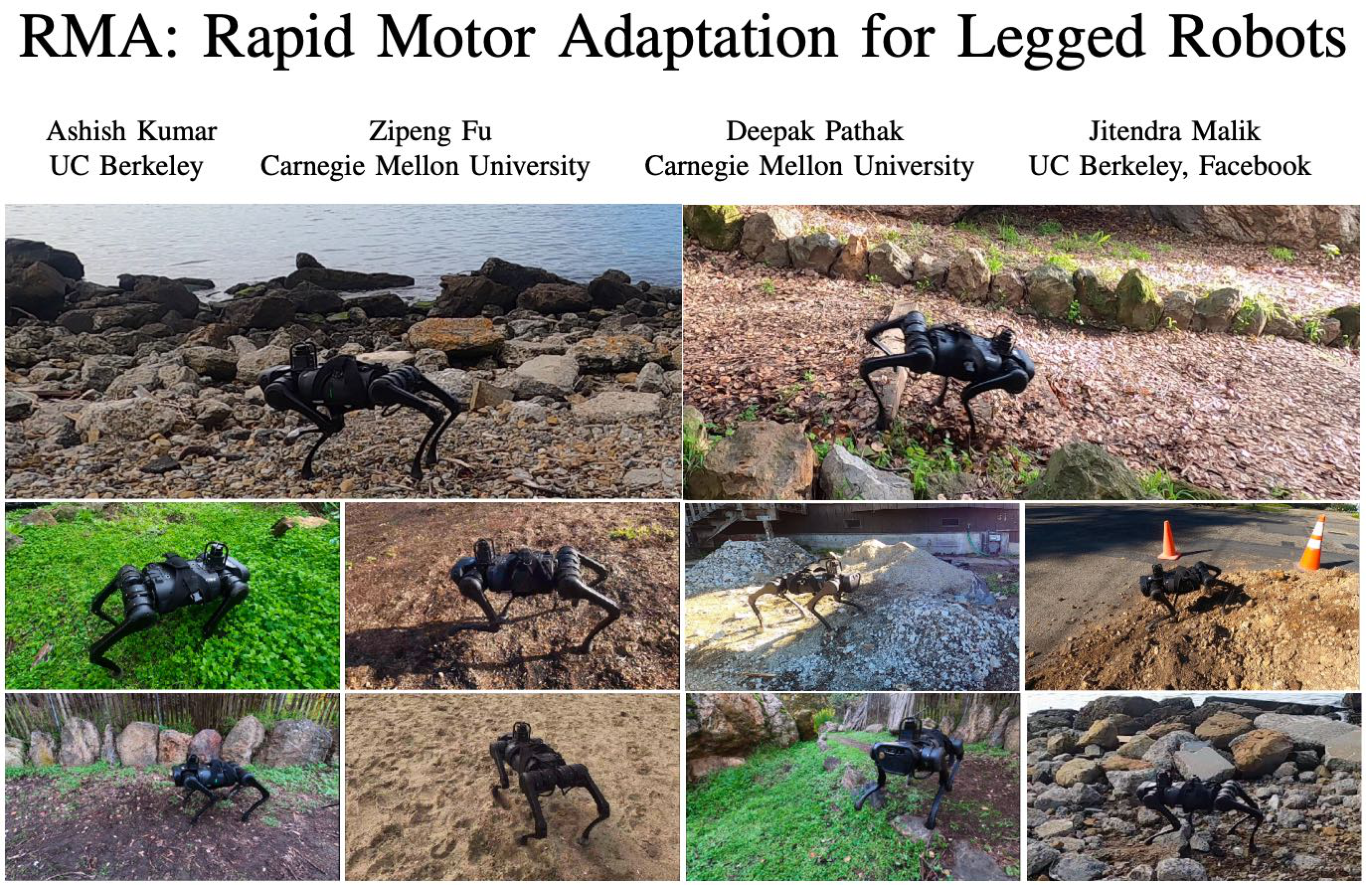 RMA: Rapid Motor Adaptation for Legged Robots
Ashish Kumar
UC Berkeley
Zipeng Fu
Carnegie Mellon University
Deepak Pathak
Carnegie Mellon University
Jitendra Malik
UC Berkeley, Facebook